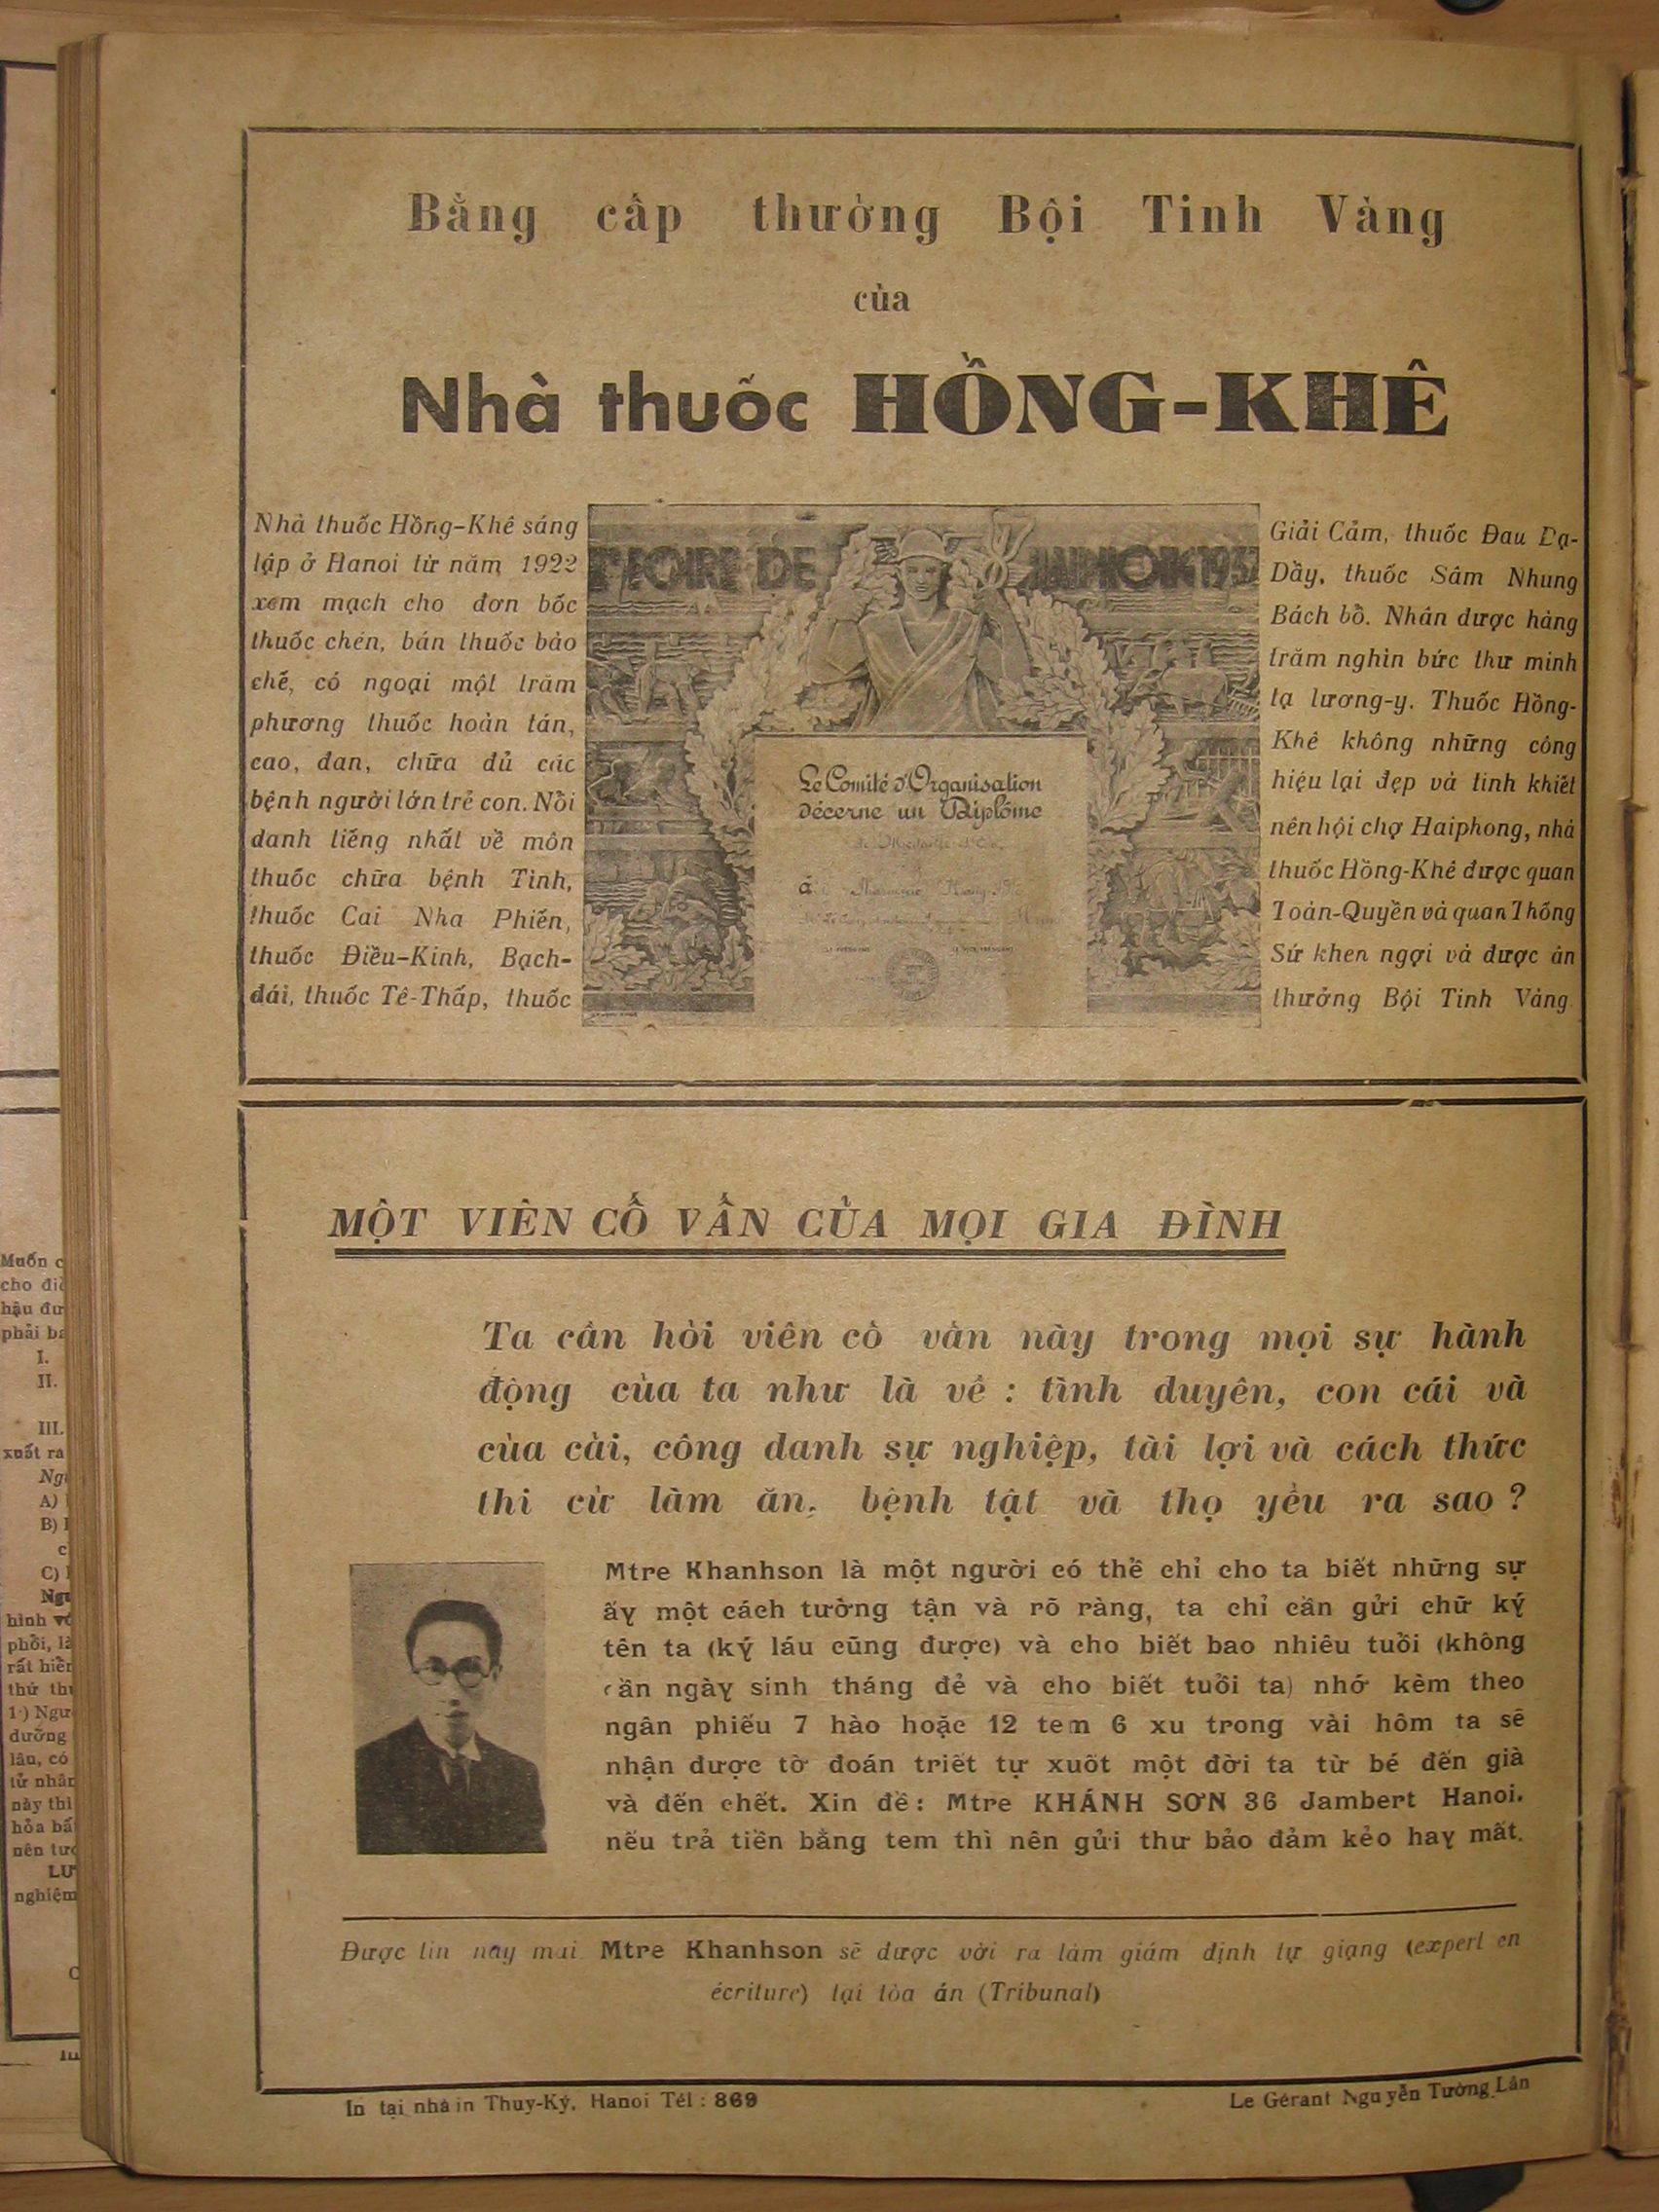 Bằng cấp thưởng Bội Tinh Vàng
của
Nhà thuốc HỒNG-KHÊ
Nhà thuốc Hồng-Khê sáng
lập ở Hanoi từ năm 1922
xem mạch cho đơn bốc
thuốc chén, bán thuốc bào
chế, có ngoại một trăm
phương thuốc hoàn tán,
cao, đan, chữa đủ các
bệnh người lớn trẻ con. Nổi
danh tiếng nhất về môn
thuốc chữa bệnh Tình,
thuốc Cai Nha Phiến,
thuốc Điều-Kinh, Bạch-
đái, thuốc Tê-Thấp, thuốc
FOIRE DE HAIPHONG 1937
Le Comité d'Organisation
décerne un Diplôme
de Médaille d'Or
à
Giải Cảm, thuốc Đau Dạ-
Dầy, thuốc Sâm Nhung
Bách bổ. Nhận được hàng
trăm nghìn bức thư minh
tạ lương-y. Thuốc Hồng-
Khê không những công
hiệu lại đẹp và tinh khiết
nên hội chợ Haiphong, nhà
thuốc Hồng-Khê được quan
Toàn-Quyền và quan Thống
Sứ khen ngợi và được ân
thưởng Bội Tinh Vàng
MỘT VIÊN CỐ VẤN CỦA MỌI GIA ĐÌNH
Ta cần hỏi viên cố vấn này trong mọi sự hành
động của ta như là về : tình duyên, con cái và
của cải, công danh sự nghiệp, tài lợi và cách thức
thi cử làm ăn, bệnh tật và thọ yểu ra sao ?
Mtre Khanhson là một người có thể chỉ cho ta biết những sự
ấy một cách tường tận và rõ ràng, ta chỉ cần gửi chữ ký
tên ta (ký láu cũng được) và cho biết bao nhiêu tuổi (không
cần ngày sinh tháng đẻ và cho biết tuổi ta) nhớ kèm theo
ngân phiếu 7 hào hoặc 12 tem 6 xu trong vài hôm ta sẽ
nhận được tờ đoán triết tự xuốt một đời ta từ bé đến già
và đến chết. Xin đề : Mtre KHÁNH SƠN 36 Jambert Hanoi.
nếu trả tiền bằng tem thì nên gửi thư bảo đảm kẻo hay mất.
Được tin nay mai Mtre Khanhson sẽ được vời ra làm giám định tự giạng (expert en
écriture) tại tòa án (Tribunal)
In tại nhà in Thuy-Ký, Hanoi Tél : 869
Le Gérant Nguyễn Tường Lân